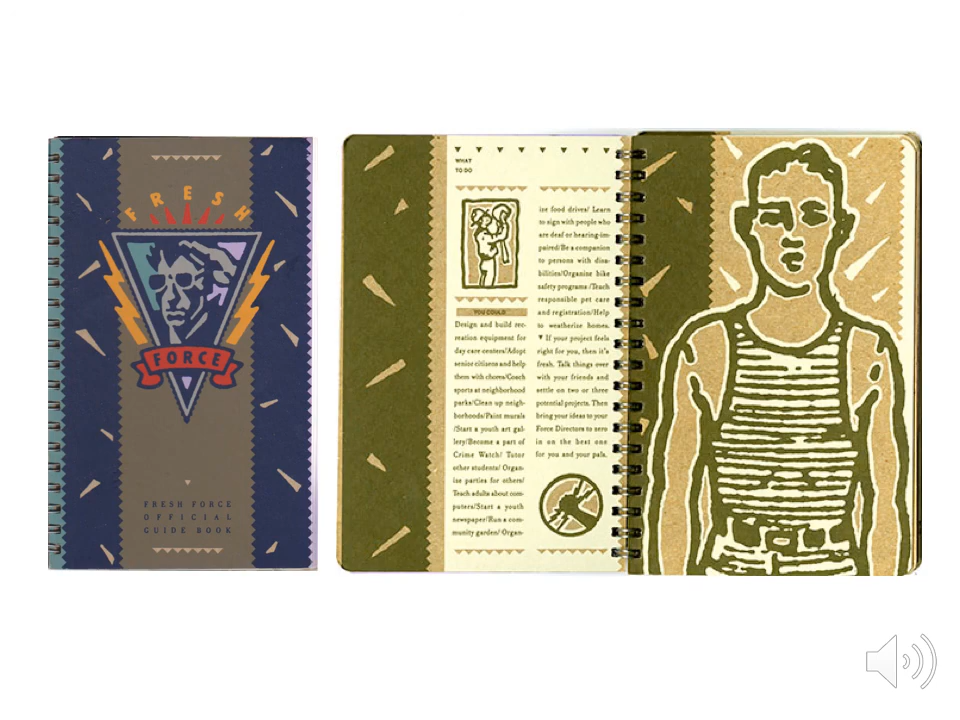 FRESH
FORCE
FRESH FORCE
OFFICIAL
GUIDE BOOK
WHAT
TO DO
YOU COULD
Design and build rec-
reation equipment for
day care centers/Adopt
senior citizens and help
them with chores/Coach
sports at neighborhood
parks/Clean up neigh-
borhoods/Paint murals
/Start a youth art gal-
lery/Become a part of
Crime Watch/ Tutor
other students/ Organ-
ize parties for others/
Teach adults about com-
puters/Start a youth
newspaper/Run a com-
munity garden/ Organ-
ize food drives/ Learn
to sign with people who
are deaf or hearing-im-
paired/Be a companion
to persons with disa-
bilities/Organize bike
safety programs /Teach
responsible pet care
and registration/Help
to weatherize homes.
▼ If your project feels
right for you, then it's
fresh. Talk things over
with your friends and
settle on two or three
potential projects. Then
bring your ideas to your
Force Directors to zero
in on the best one
for you and your pals.